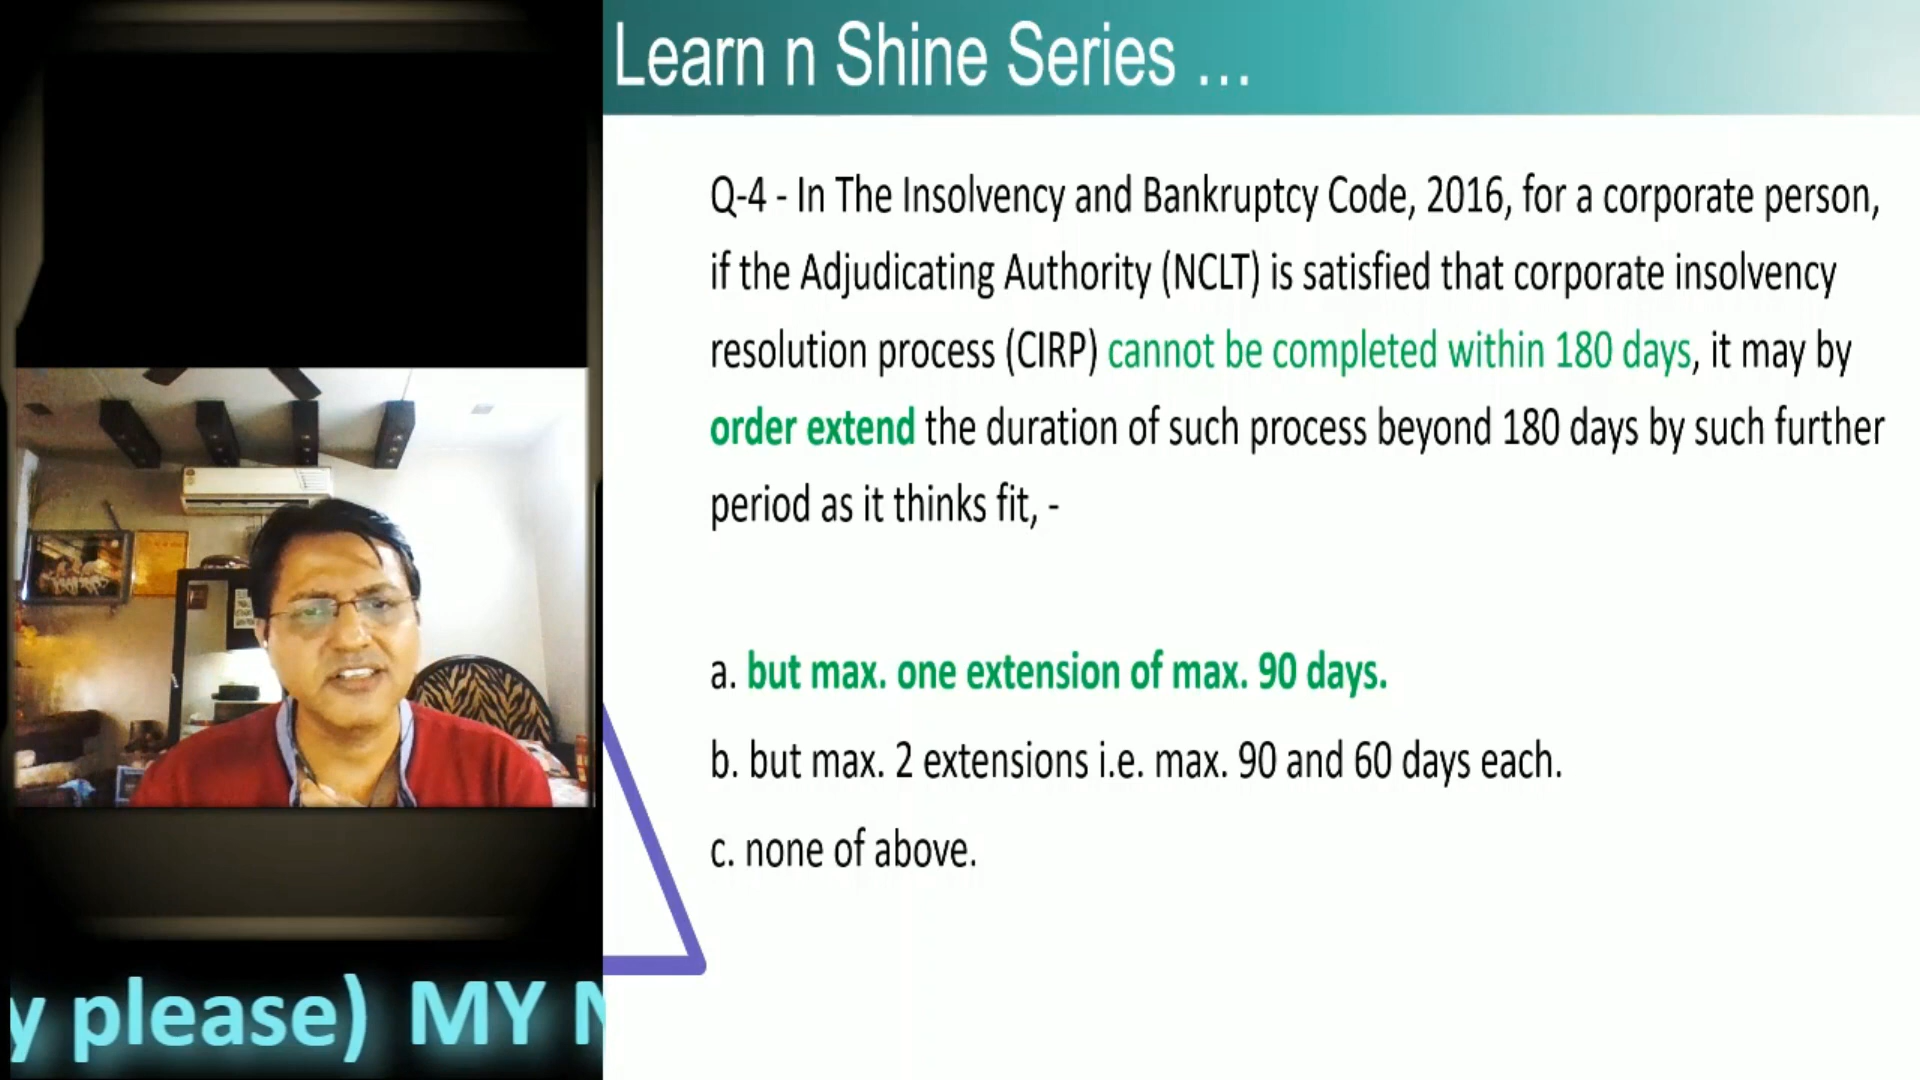 Learn n Shine Series ...
Q-4 - In The Insolvency and Bankruptcy Code, 2016, for a corporate person,
if the Adjudicating Authority (NCLT) is satisfied that corporate insolvency
resolution process (CIRP) cannot be completed within 180 days, it may by
order extend the duration of such process beyond 180 days by such further
period as it thinks fit, -
a. but max. one extension of max. 90 days.
b. but max. 2 extensions i.e. max. 90 and 60 days each.
c. none of above.
y please) MY N